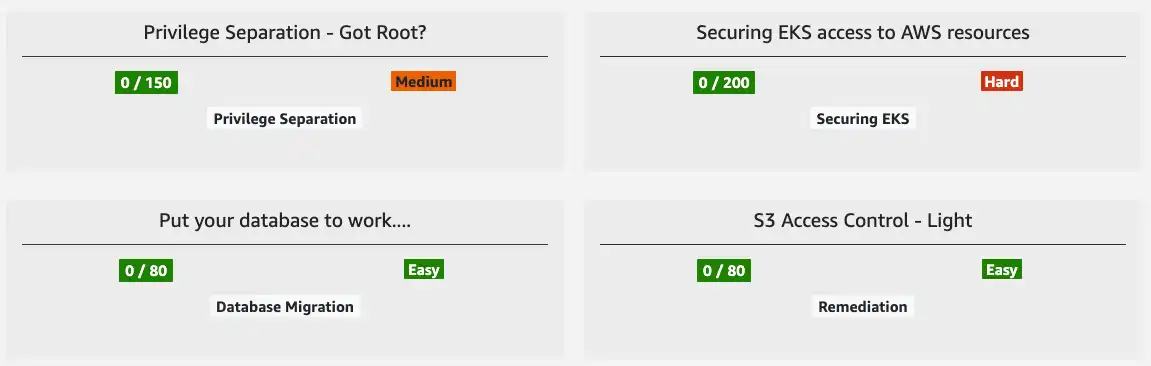 Privilege Separation - Got Root?
0 / 150
Medium
Privilege Separation
Securing EKS access to AWS resources
0 / 200
Hard
Securing EKS
Put your database to work....
0 / 80
Easy
Database Migration
S3 Access Control - Light
0 / 80
Easy
Remediation